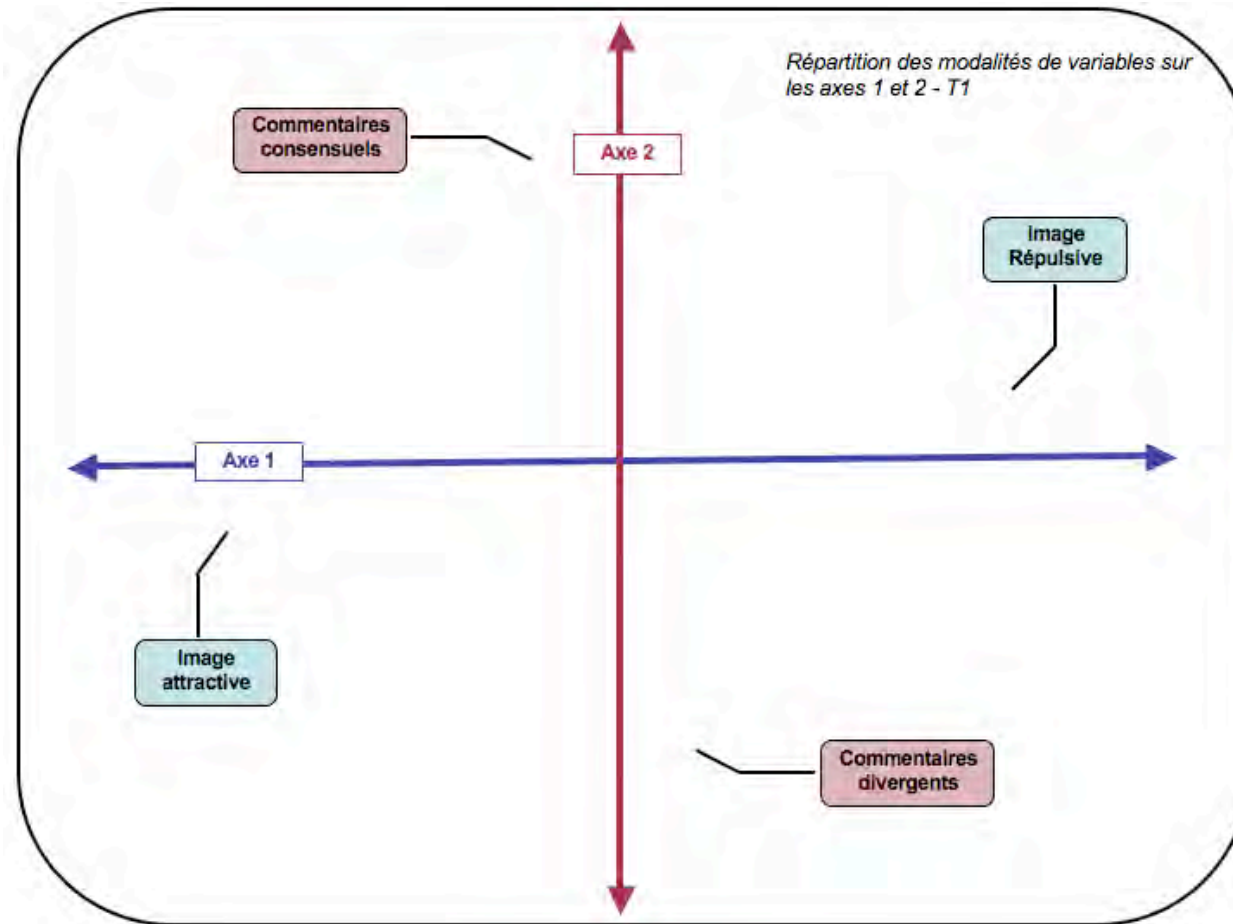 Répartition des modalités de variables sur
les axes 1 et 2 - T1
Commentaires
consensuels
Axe 2
Image
Répulsive
Axe 1
Image
attractive
Commentaires
divergents